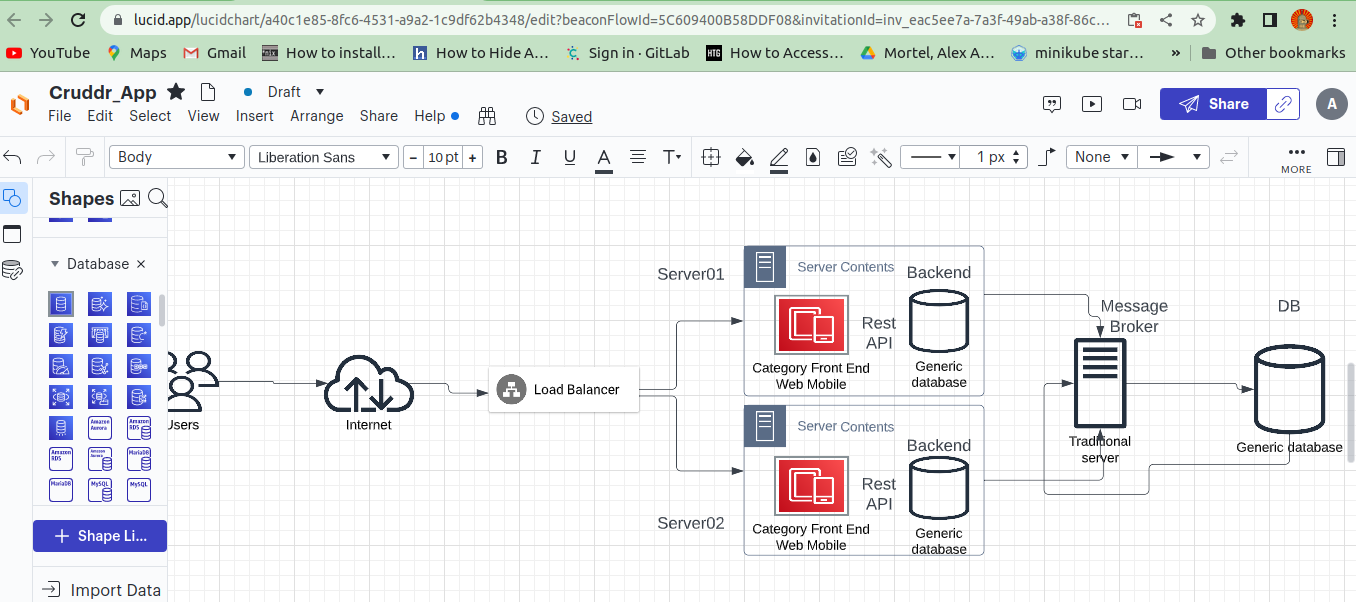 lucid.app/lucidchart/a40c1e85-8fc6-4531-a9a2-1c9df62b4348/edit?beaconFlowId=5C609400B58DDF08&invitationId=inv_eac5ee7a-7a3f-49ab-a38f-86c...
YouTube Maps Gmail How to install... How to Hide A... Sign in · GitLab HTG How to Access... Mortel, Alex A... minikube star... » Other bookmarks
Cruddr_App Draft
File Edit Select View Insert Arrange Share Help Saved
Share A
Body Liberation Sans − 10 pt + B I U A T 1 px None MORE
Shapes
Database ×
Amazon Aurora
Amazon RDS
Amazon RDS
Amazon Aurora
MariaDB
MariaDB
MySQL
MySQL
+ Shape Li...
Import Data
Users
Internet
Load Balancer
Server01
Server Contents
Backend
Rest
API
Category Front End
Web Mobile
Generic
database
Server02
Server Contents
Backend
Rest
API
Category Front End
Web Mobile
Generic
database
Message
Broker
Traditional
server
DB
Generic database